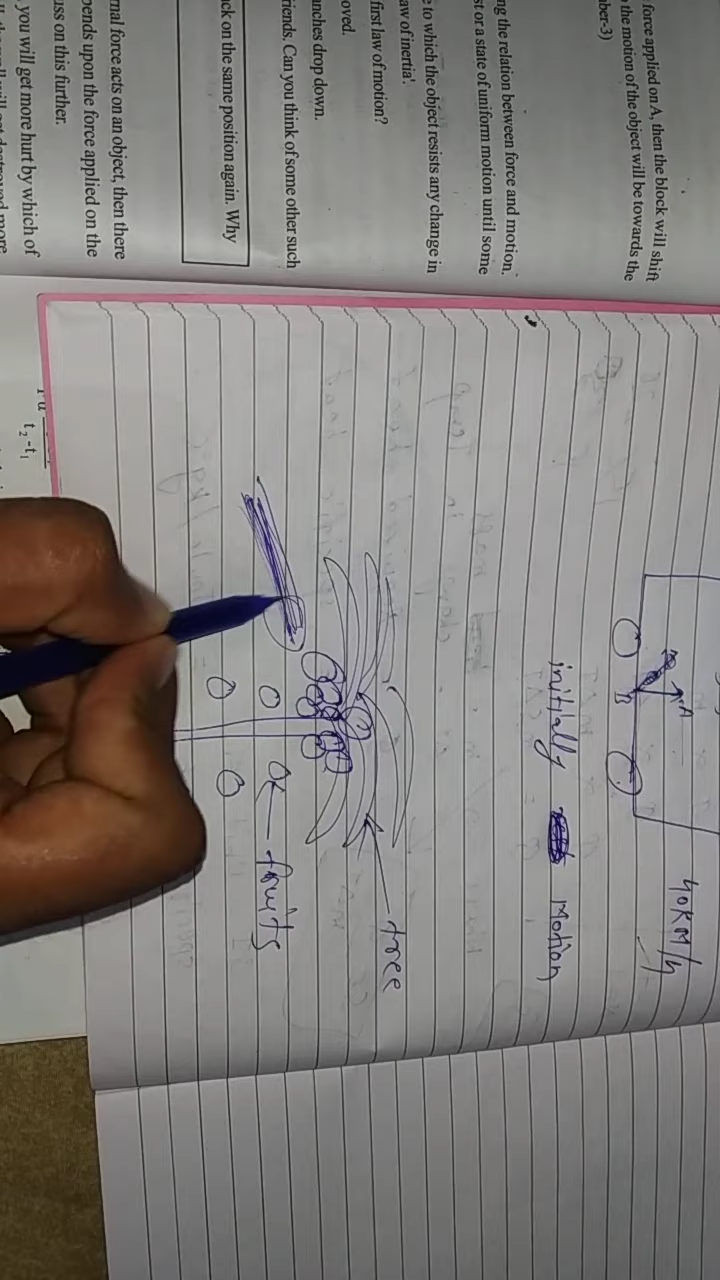 force applied on A, then the block will shift
the motion of the object will be towards the
ber-3)
ng the relation between force and motion.
st or a state of uniform motion until some
e to which the object resists any change in
aw of inertia'.
first law of motion?
oved.
anches drop down.
riends. Can you think of some other such
ck on the same position again. Why
nal force acts on an object, then there
pends upon the force applied on the
uss on this further.
you will get more hurt by which of
t₂-t₁
40KM/h
A
B
initially Motion
tree
fruits